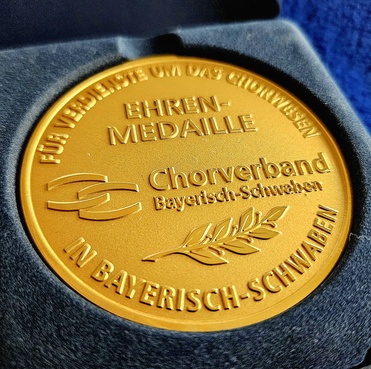 FÜR VERDIENSTE UM DAS CHORWESEN
EHREN-
MEDAILLE
Chorverband
Bayerisch-Schwaben
IN BAYERISCH-SCHWABEN